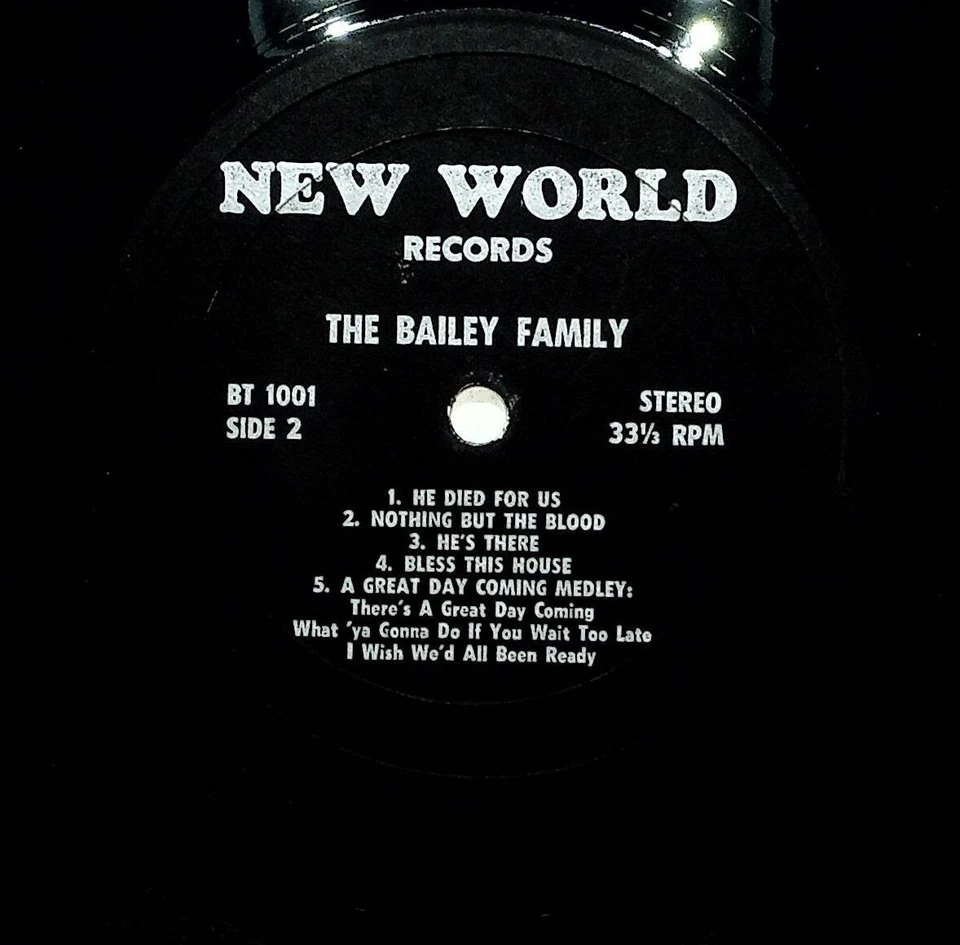 NEW WORLD
RECORDS
THE BAILEY FAMILY
BT 1001
SIDE 2
STEREO
33⅓ RPM
1. HE DIED FOR US
2. NOTHING BUT THE BLOOD
3. HE'S THERE
4. BLESS THIS HOUSE
5. A GREAT DAY COMING MEDLEY:
There's A Great Day Coming
What 'ya Gonna Do If You Wait Too Late
I Wish We'd All Been Ready